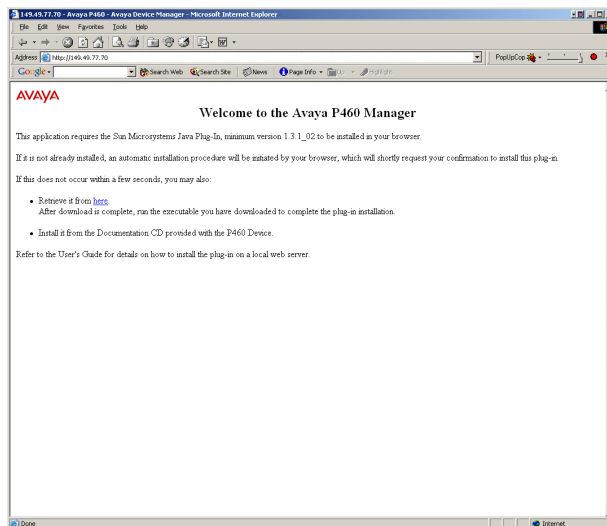 149.49.77.70 - Avaya P460 - Avaya Device Manager - Microsoft Internet Explorer
File Edit View Favorites Tools Help
Address http://149.49.77.70 PopUpCop
Google Search Web Search Site News Page Info Up Highlight
AVAYA
Welcome to the Avaya P460 Manager
This application requires the Sun Microsystems Java Plug-In, minimum version 1.3.1_02 to be installed in your browser.
If it is not already installed, an automatic installation procedure will be initiated by your browser, which will shortly request your confirmation to install this plug-in.
If this does not occur within a few seconds, you may also:
• Retrieve it from here.
After download is complete, run the executable you have downloaded to complete the plug-in installation.
• Install it from the Documentation CD provided with the P460 Device.
Refer to the User's Guide for details on how to install the plug-in on a local web server.
Done Internet